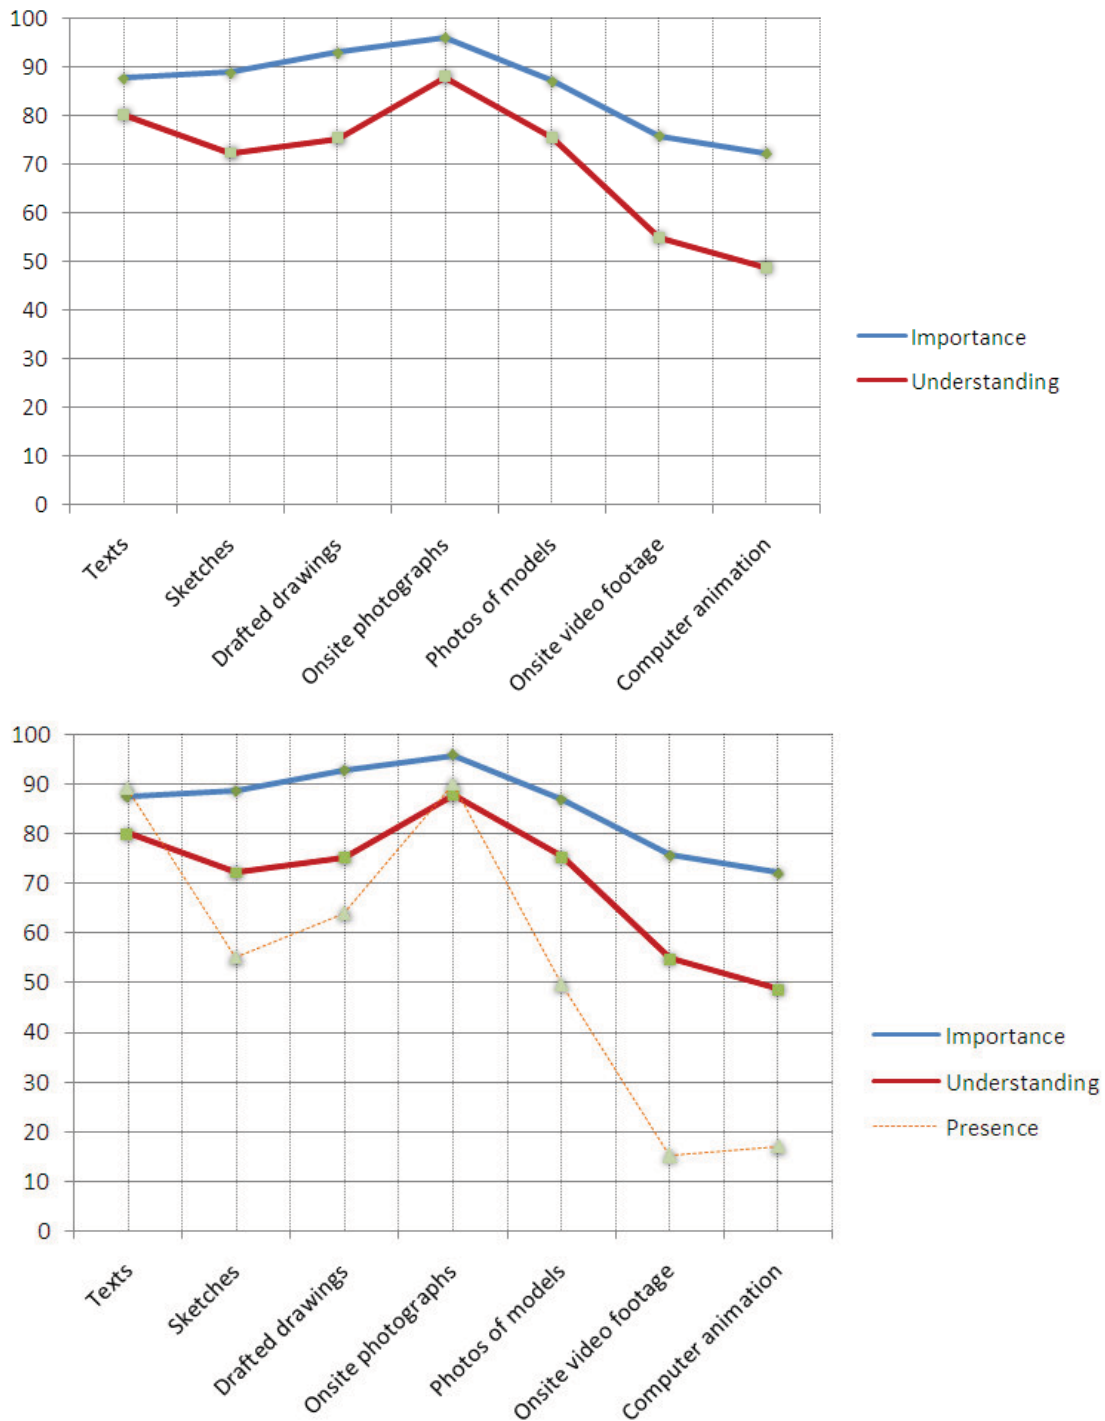 100
90
80
70
60
50
40
30
20
10
0
Texts
Sketches
Drafted drawings
Onsite photographs
Photos of models
Onsite video footage
Computer animation
Importance
Understanding
100
90
80
70
60
50
40
30
20
10
0
Texts
Sketches
Drafted drawings
Onsite photographs
Photos of models
Onsite video footage
Computer animation
Importance
Understanding
Presence